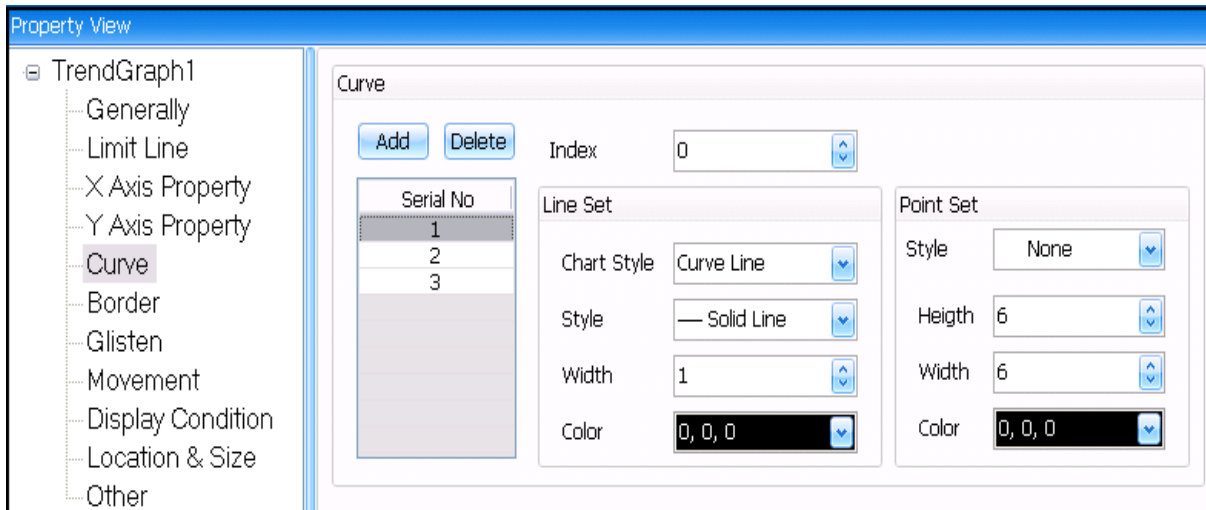 Property View
TrendGraph1
Generally
Limit Line
X Axis Property
Y Axis Property
Curve
Border
Glisten
Movement
Display Condition
Location & Size
Other
Curve
Add Delete
Index 0
Serial No
1
2
3
Line Set
Chart Style Curve Line
Style Solid Line
Width 1
Color 0, 0, 0
Point Set
Style None
Heigth 6
Width 6
Color 0, 0, 0